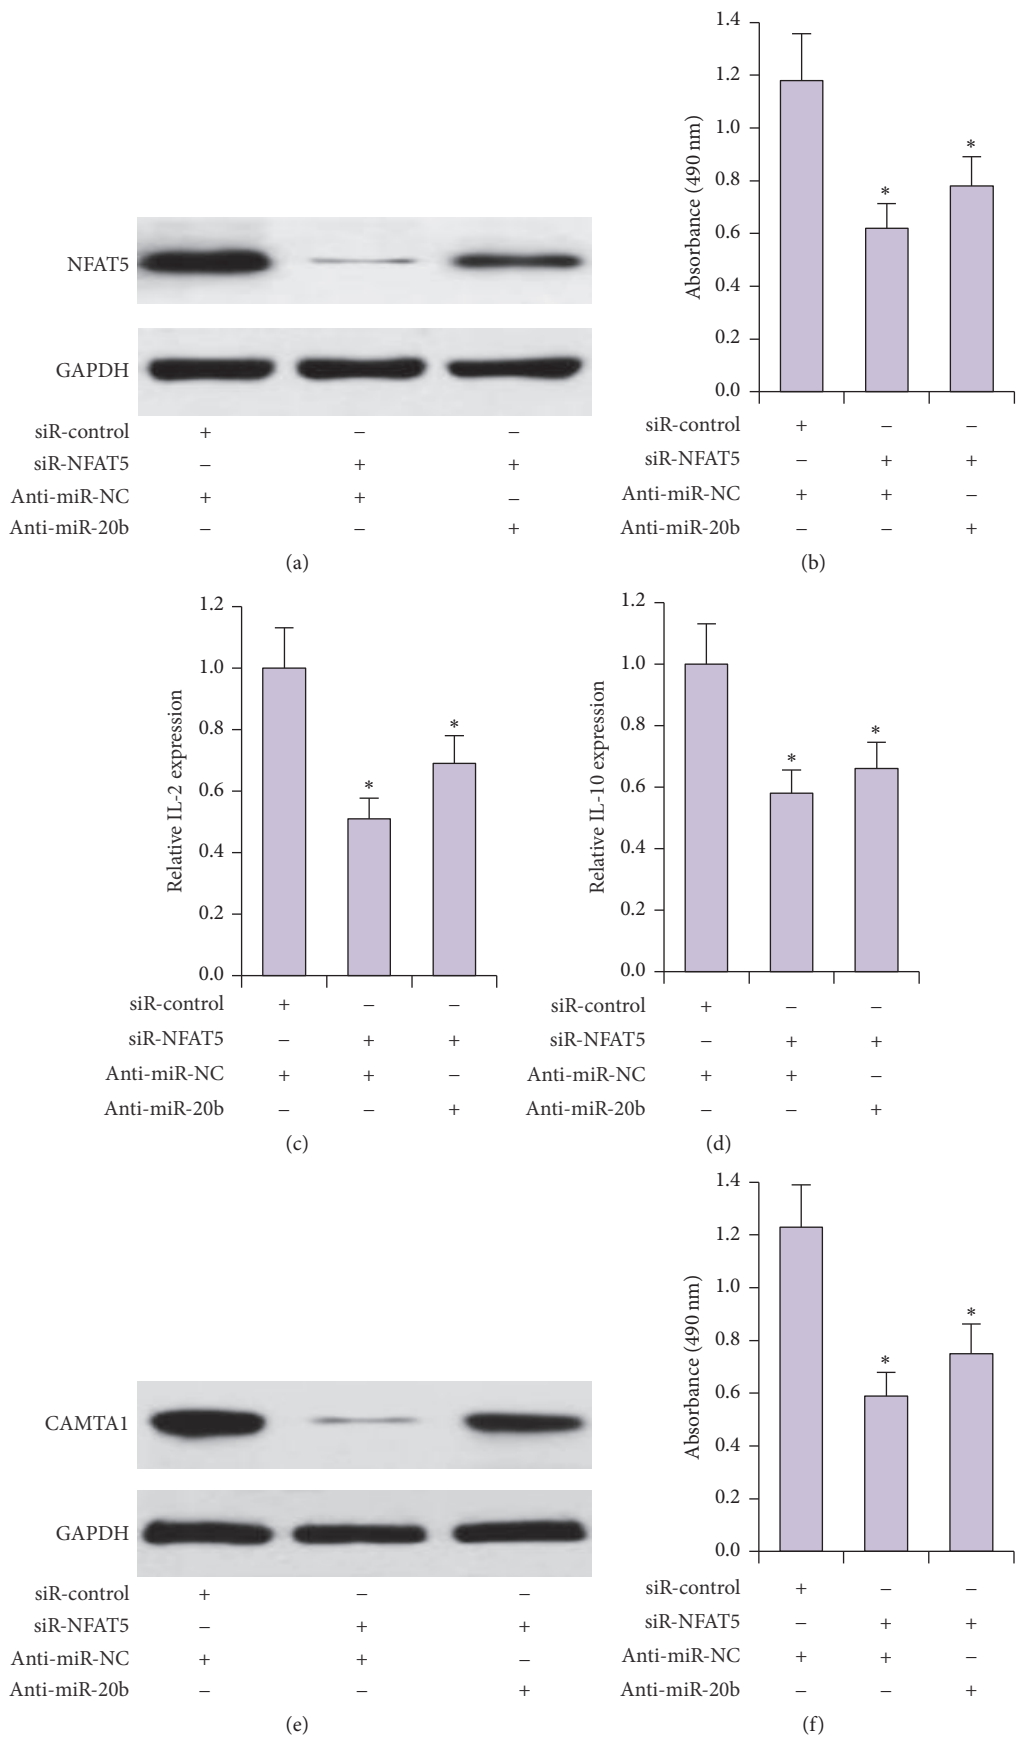 NFAT5
GAPDH
siR-control + – –
siR-NFAT5 – + +
Anti-miR-NC + + –
Anti-miR-20b – – +
(a)
1.4
1.2
1.0
0.8
0.6
0.4
0.2
0.0
Absorbance (490 nm)
* *
siR-control + – –
siR-NFAT5 – + +
Anti-miR-NC + + –
Anti-miR-20b – – +
(b)
1.2
1.0
0.8
0.6
0.4
0.2
0.0
Relative IL-2 expression
* *
siR-control + – –
siR-NFAT5 – + +
Anti-miR-NC + + –
Anti-miR-20b – – +
(c)
1.2
1.0
0.8
0.6
0.4
0.2
0.0
Relative IL-10 expression
* *
siR-control + – –
siR-NFAT5 – + +
Anti-miR-NC + + –
Anti-miR-20b – – +
(d)
CAMTA1
GAPDH
siR-control + – –
siR-NFAT5 – + +
Anti-miR-NC + + –
Anti-miR-20b – – +
(e)
1.4
1.2
1.0
0.8
0.6
0.4
0.2
0.0
Absorbance (490 nm)
* *
siR-control + – –
siR-NFAT5 – + +
Anti-miR-NC + + –
Anti-miR-20b – – +
(f)